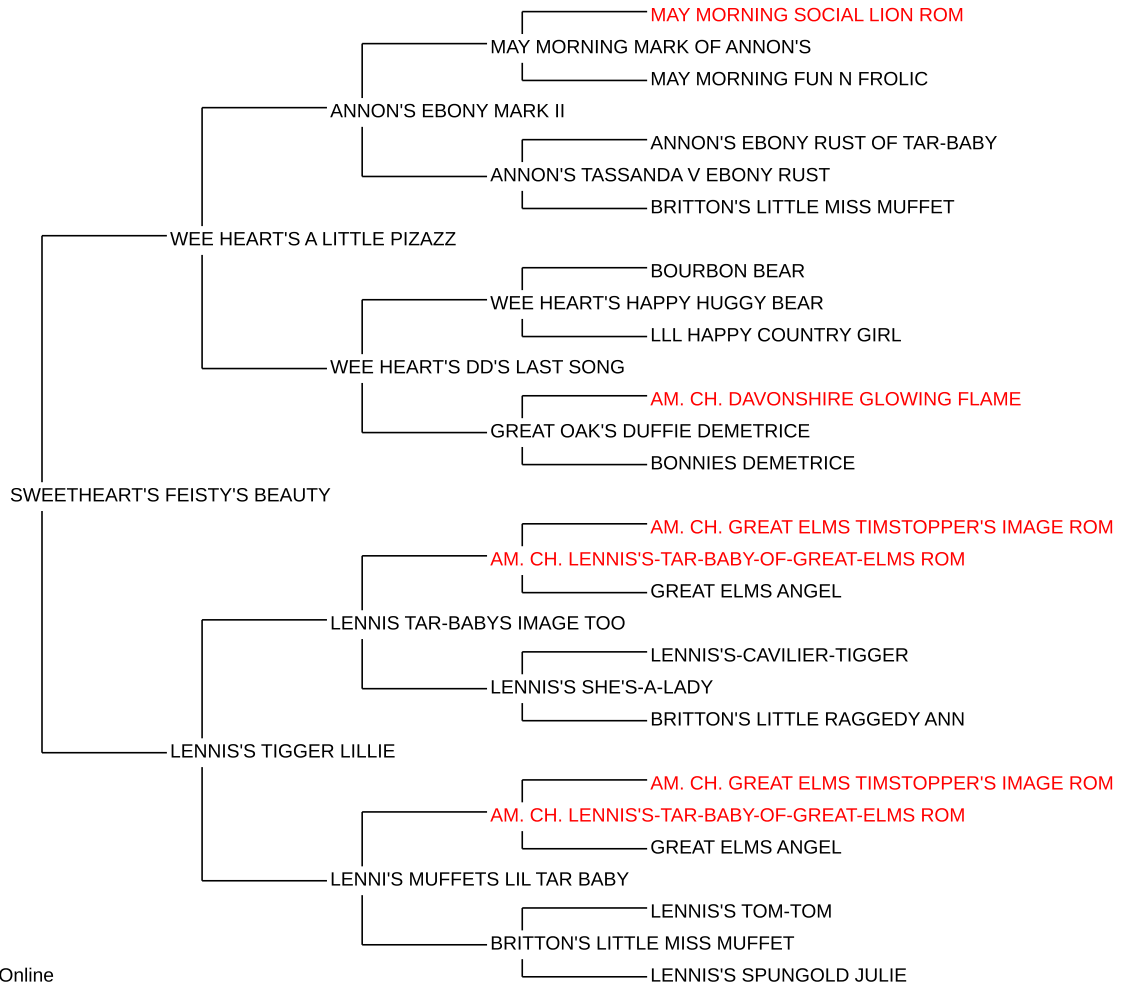 MAY MORNING SOCIAL LION ROM
MAY MORNING MARK OF ANNON'S
MAY MORNING FUN N FROLIC
ANNON'S EBONY MARK II
ANNON'S EBONY RUST OF TAR-BABY
ANNON'S TASSANDA V EBONY RUST
BRITTON'S LITTLE MISS MUFFET
WEE HEART'S A LITTLE PIZAZZ
BOURBON BEAR
WEE HEART'S HAPPY HUGGY BEAR
LLL HAPPY COUNTRY GIRL
WEE HEART'S DD'S LAST SONG
AM. CH. DAVONSHIRE GLOWING FLAME
GREAT OAK'S DUFFIE DEMETRICE
BONNIES DEMETRICE
SWEETHEART'S FEISTY'S BEAUTY
AM. CH. GREAT ELMS TIMSTOPPER'S IMAGE ROM
AM. CH. LENNIS'S-TAR-BABY-OF-GREAT-ELMS ROM
GREAT ELMS ANGEL
LENNIS TAR-BABYS IMAGE TOO
LENNIS'S-CAVILIER-TIGGER
LENNIS'S SHE'S-A-LADY
BRITTON'S LITTLE RAGGEDY ANN
LENNIS'S TIGGER LILLIE
AM. CH. GREAT ELMS TIMSTOPPER'S IMAGE ROM
AM. CH. LENNIS'S-TAR-BABY-OF-GREAT-ELMS ROM
GREAT ELMS ANGEL
LENNI'S MUFFETS LIL TAR BABY
LENNIS'S TOM-TOM
BRITTON'S LITTLE MISS MUFFET
LENNIS'S SPUNGOLD JULIE
Online